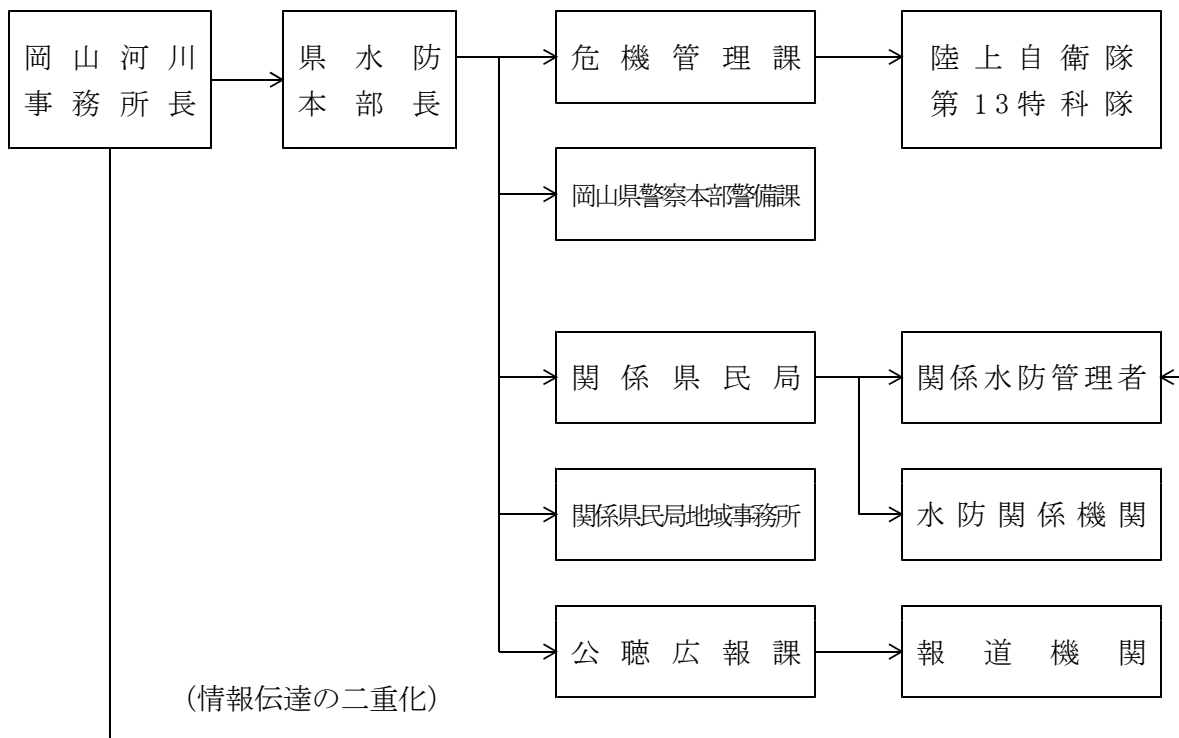 岡山河川
事務所長
県水防
本部長
危機管理課
陸上自衛隊
第13特科隊
岡山県警察本部警備課
関係県民局
関係水防管理者
関係県民局地域事務所
水防関係機関
公聴広報課
報道機関
(情報伝達の二重化)